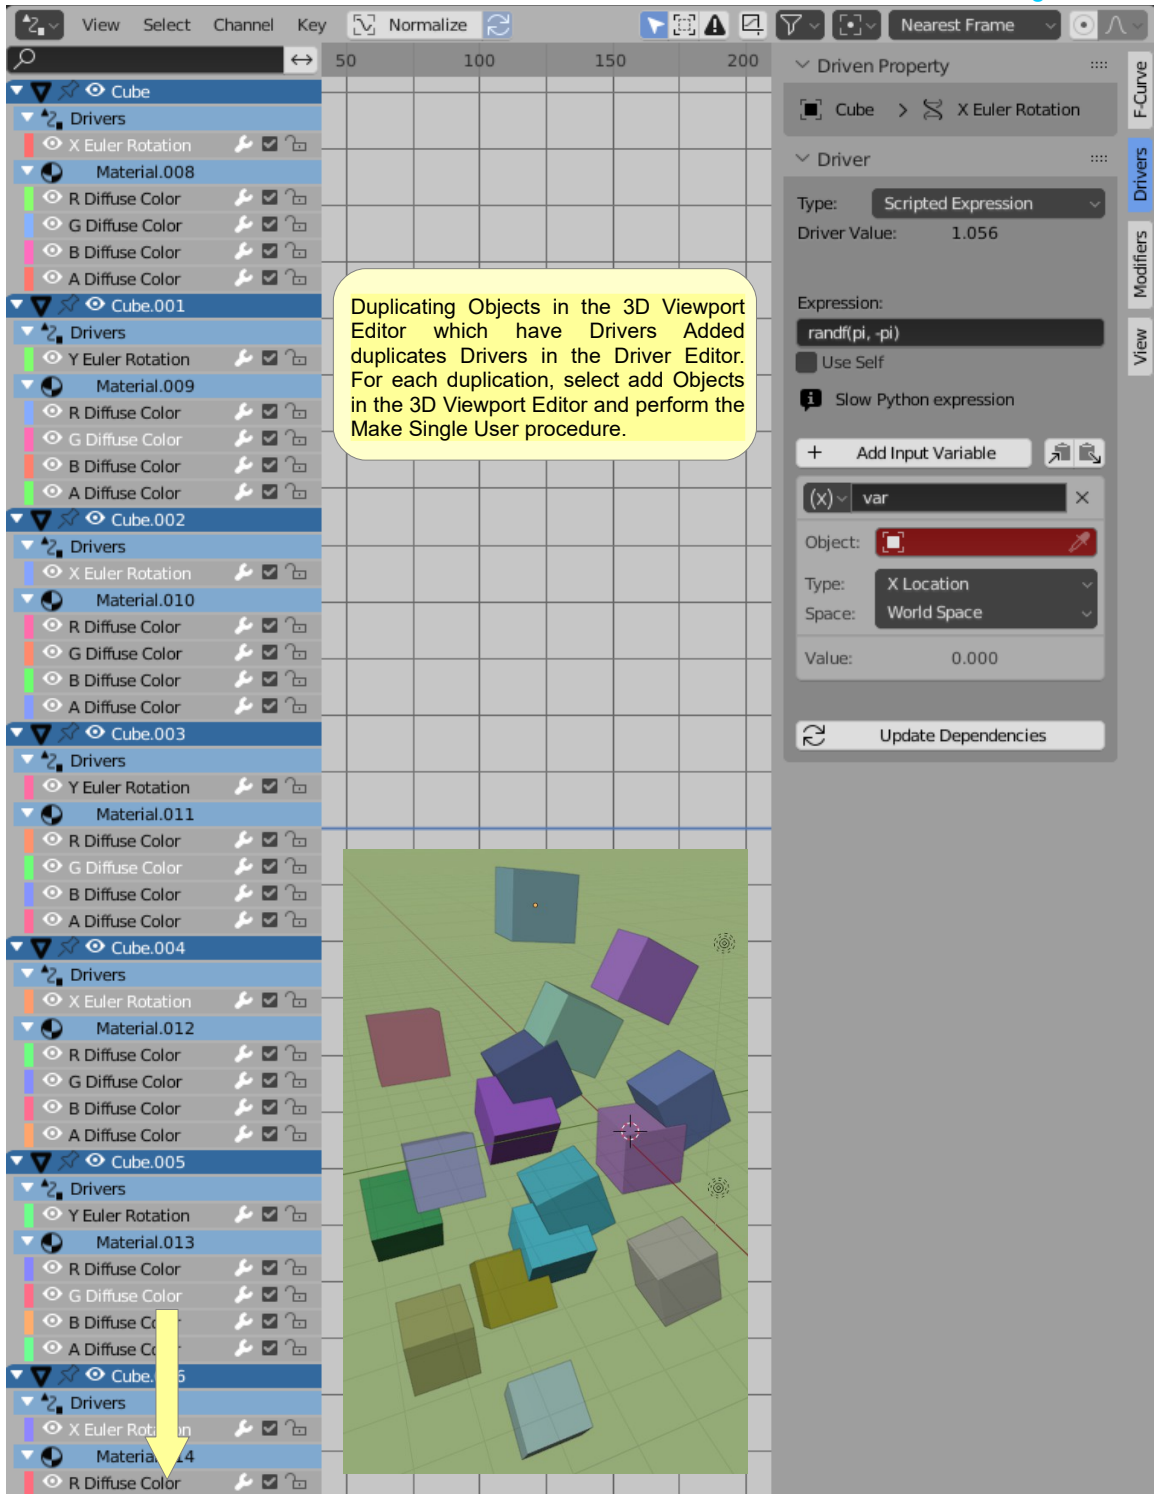 View Select Channel Key Normalize Nearest Frame
50 100 150 200
Cube
Drivers
X Euler Rotation
Material.008
R Diffuse Color
G Diffuse Color
B Diffuse Color
A Diffuse Color
Cube.001
Drivers
Y Euler Rotation
Material.009
R Diffuse Color
G Diffuse Color
B Diffuse Color
A Diffuse Color
Cube.002
Drivers
X Euler Rotation
Material.010
R Diffuse Color
G Diffuse Color
B Diffuse Color
A Diffuse Color
Cube.003
Drivers
Y Euler Rotation
Material.011
R Diffuse Color
G Diffuse Color
B Diffuse Color
A Diffuse Color
Cube.004
Drivers
X Euler Rotation
Material.012
R Diffuse Color
G Diffuse Color
B Diffuse Color
A Diffuse Color
Cube.005
Drivers
Y Euler Rotation
Material.013
R Diffuse Color
G Diffuse Color
B Diffuse
A Diffuse
Drivers
X Euler
R Diffuse Color
Duplicating Objects in the 3D Viewport
Editor which have Drivers Added
duplicates Drivers in the Driver Editor.
For each duplication, select add Objects
in the 3D Viewport Editor and perform the
Make Single User procedure.
Driven Property
Cube > X Euler Rotation
Driver
Type: Scripted Expression
Driver Value: 1.056
Expression:
randf(pi, -pi)
Use Self
Slow Python expression
+ Add Input Variable
(x) var
Object:
Type: X Location
Space: World Space
Value: 0.000
Update Dependencies
F-Curve
Drivers
Modifiers
View